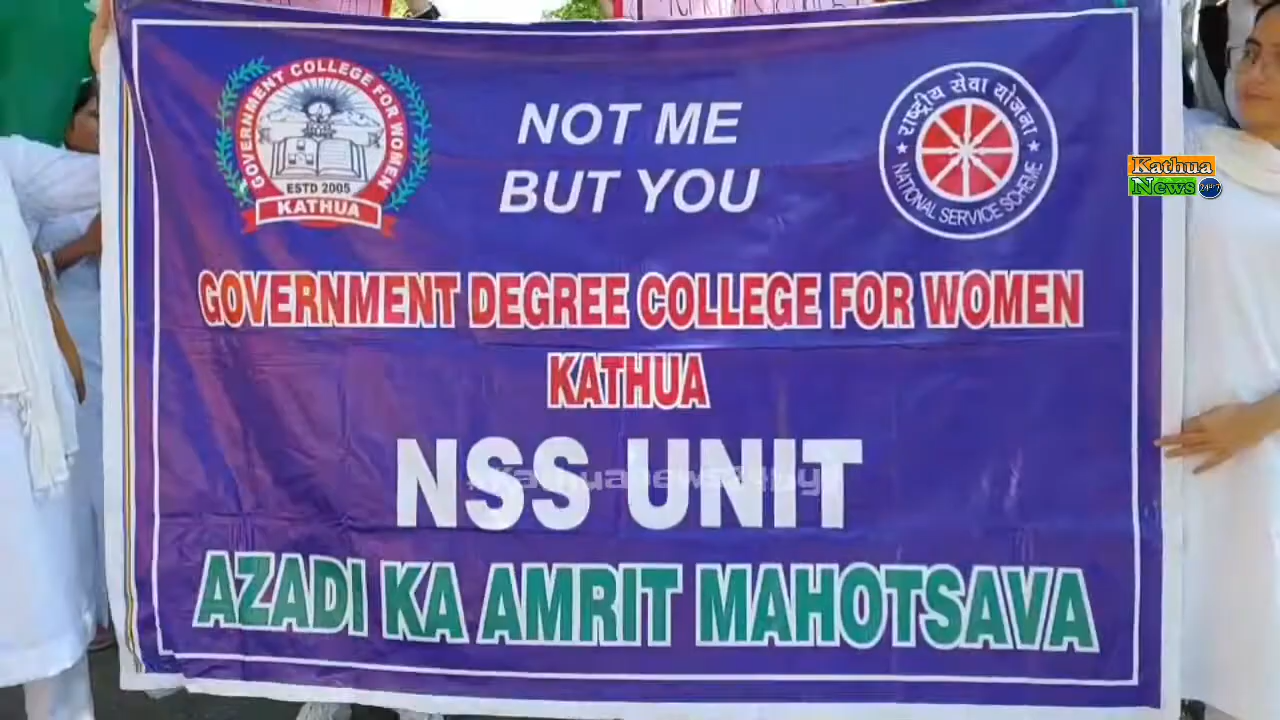 GOVERNMENT COLLEGE FOR WOMEN
ESTD 2005
KATHUA
NOT ME
BUT YOU
राष्ट्रीय सेवा योजना
NATIONAL SERVICE SCHEME
Kathua
News 24x7
GOVERNMENT DEGREE COLLEGE FOR WOMEN
KATHUA
NSS UNIT
AZADI KA AMRIT MAHOTSAVA